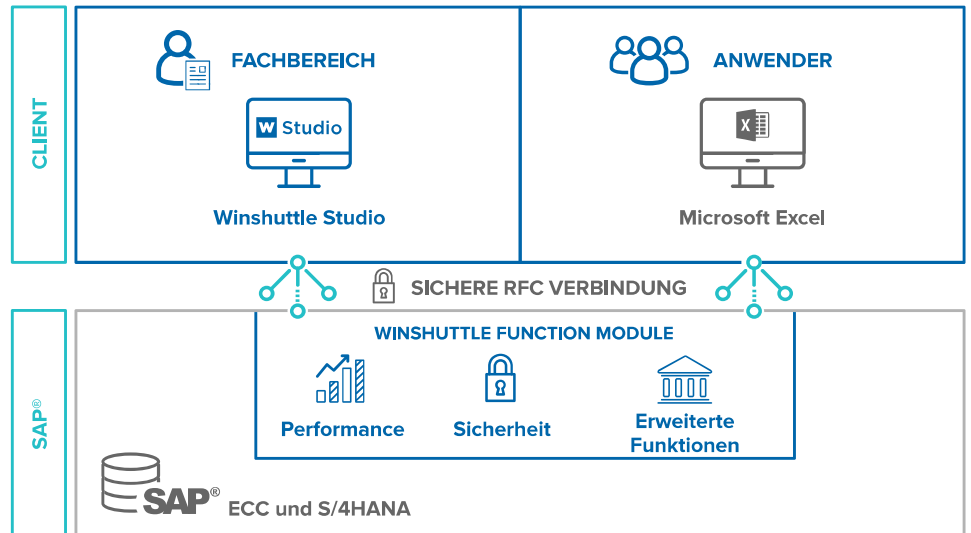 CLIENT
FACHBEREICH
W Studio
Winshuttle Studio
ANWENDER
X
Microsoft Excel
SICHERE RFC VERBINDUNG
SAP®
WINSHUTTLE FUNCTION MODULE
Performance
Sicherheit
Erweiterte
Funktionen
SAP® ECC und S/4HANA